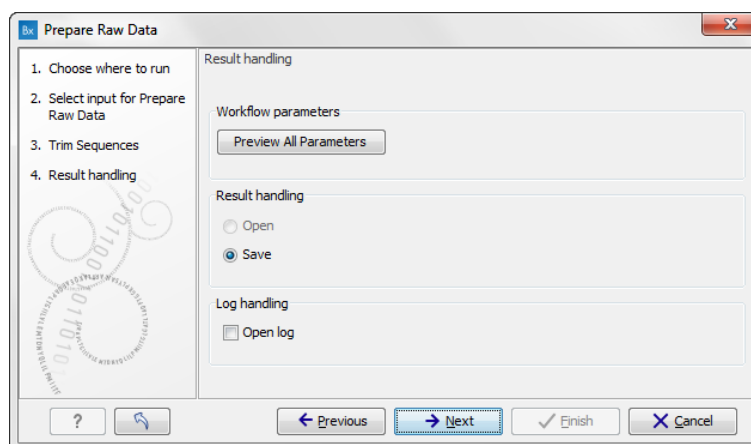 Bx Prepare Raw Data
1. Choose where to run
2. Select input for Prepare
Raw Data
3. Trim Sequences
4. Result handling
Result handling
Workflow parameters
Preview All Parameters
Result handling
Open
Save
Log handling
Open log
? Previous Next Finish Cancel